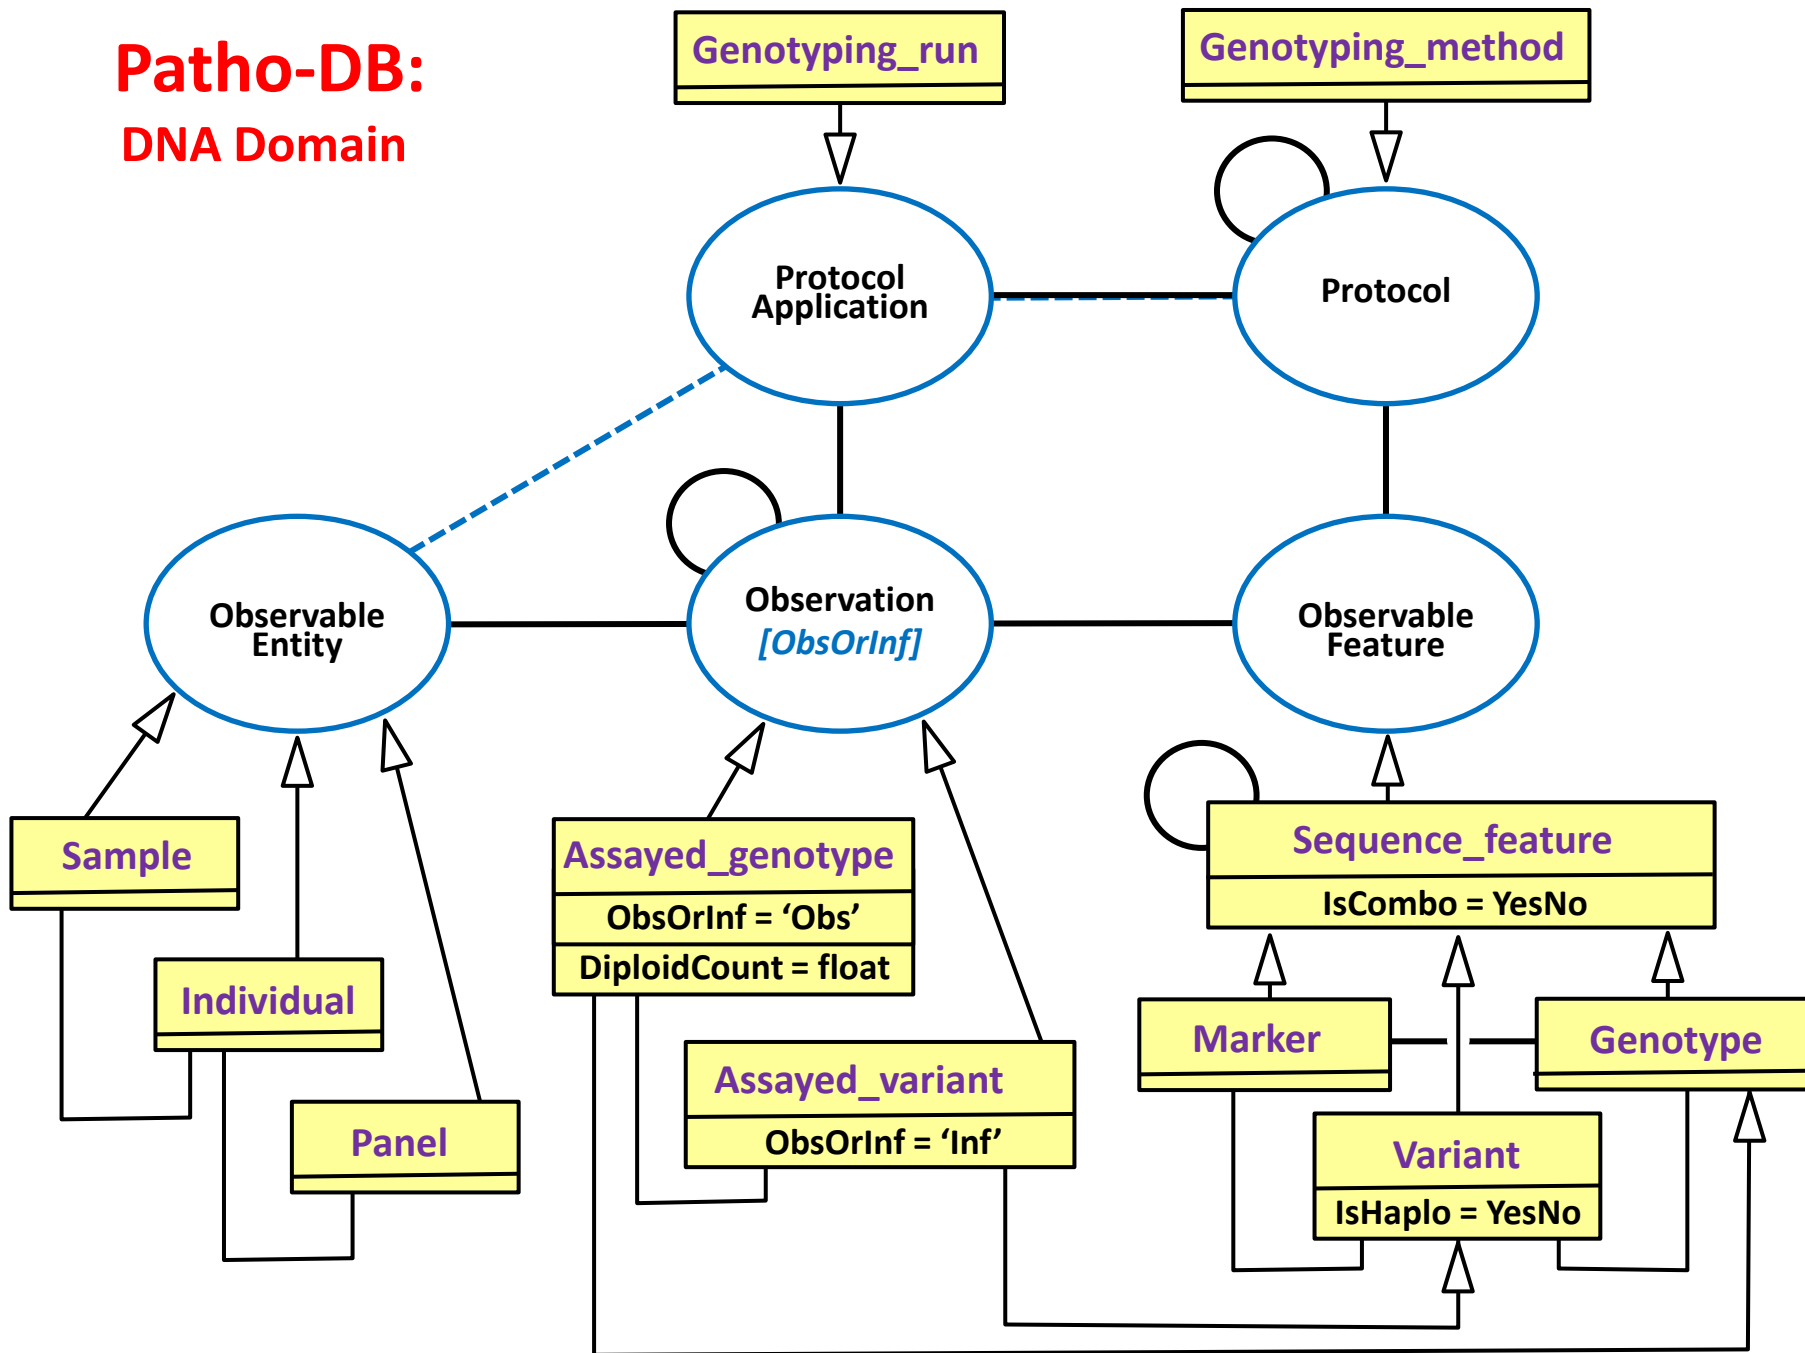 Patho-DB:
DNA Domain
Genotyping_run
Genotyping_method
Protocol
Application
Protocol
Observable
Entity
Observation
[ObsOrInf]
Observable
Feature
Sample
Individual
Panel
Assayed_genotype
ObsOrInf = ‘Obs’
DiploidCount = float
Assayed_variant
ObsOrInf = ‘Inf’
Sequence_feature
IsCombo = YesNo
Marker
Genotype
Variant
IsHaplo = YesNo